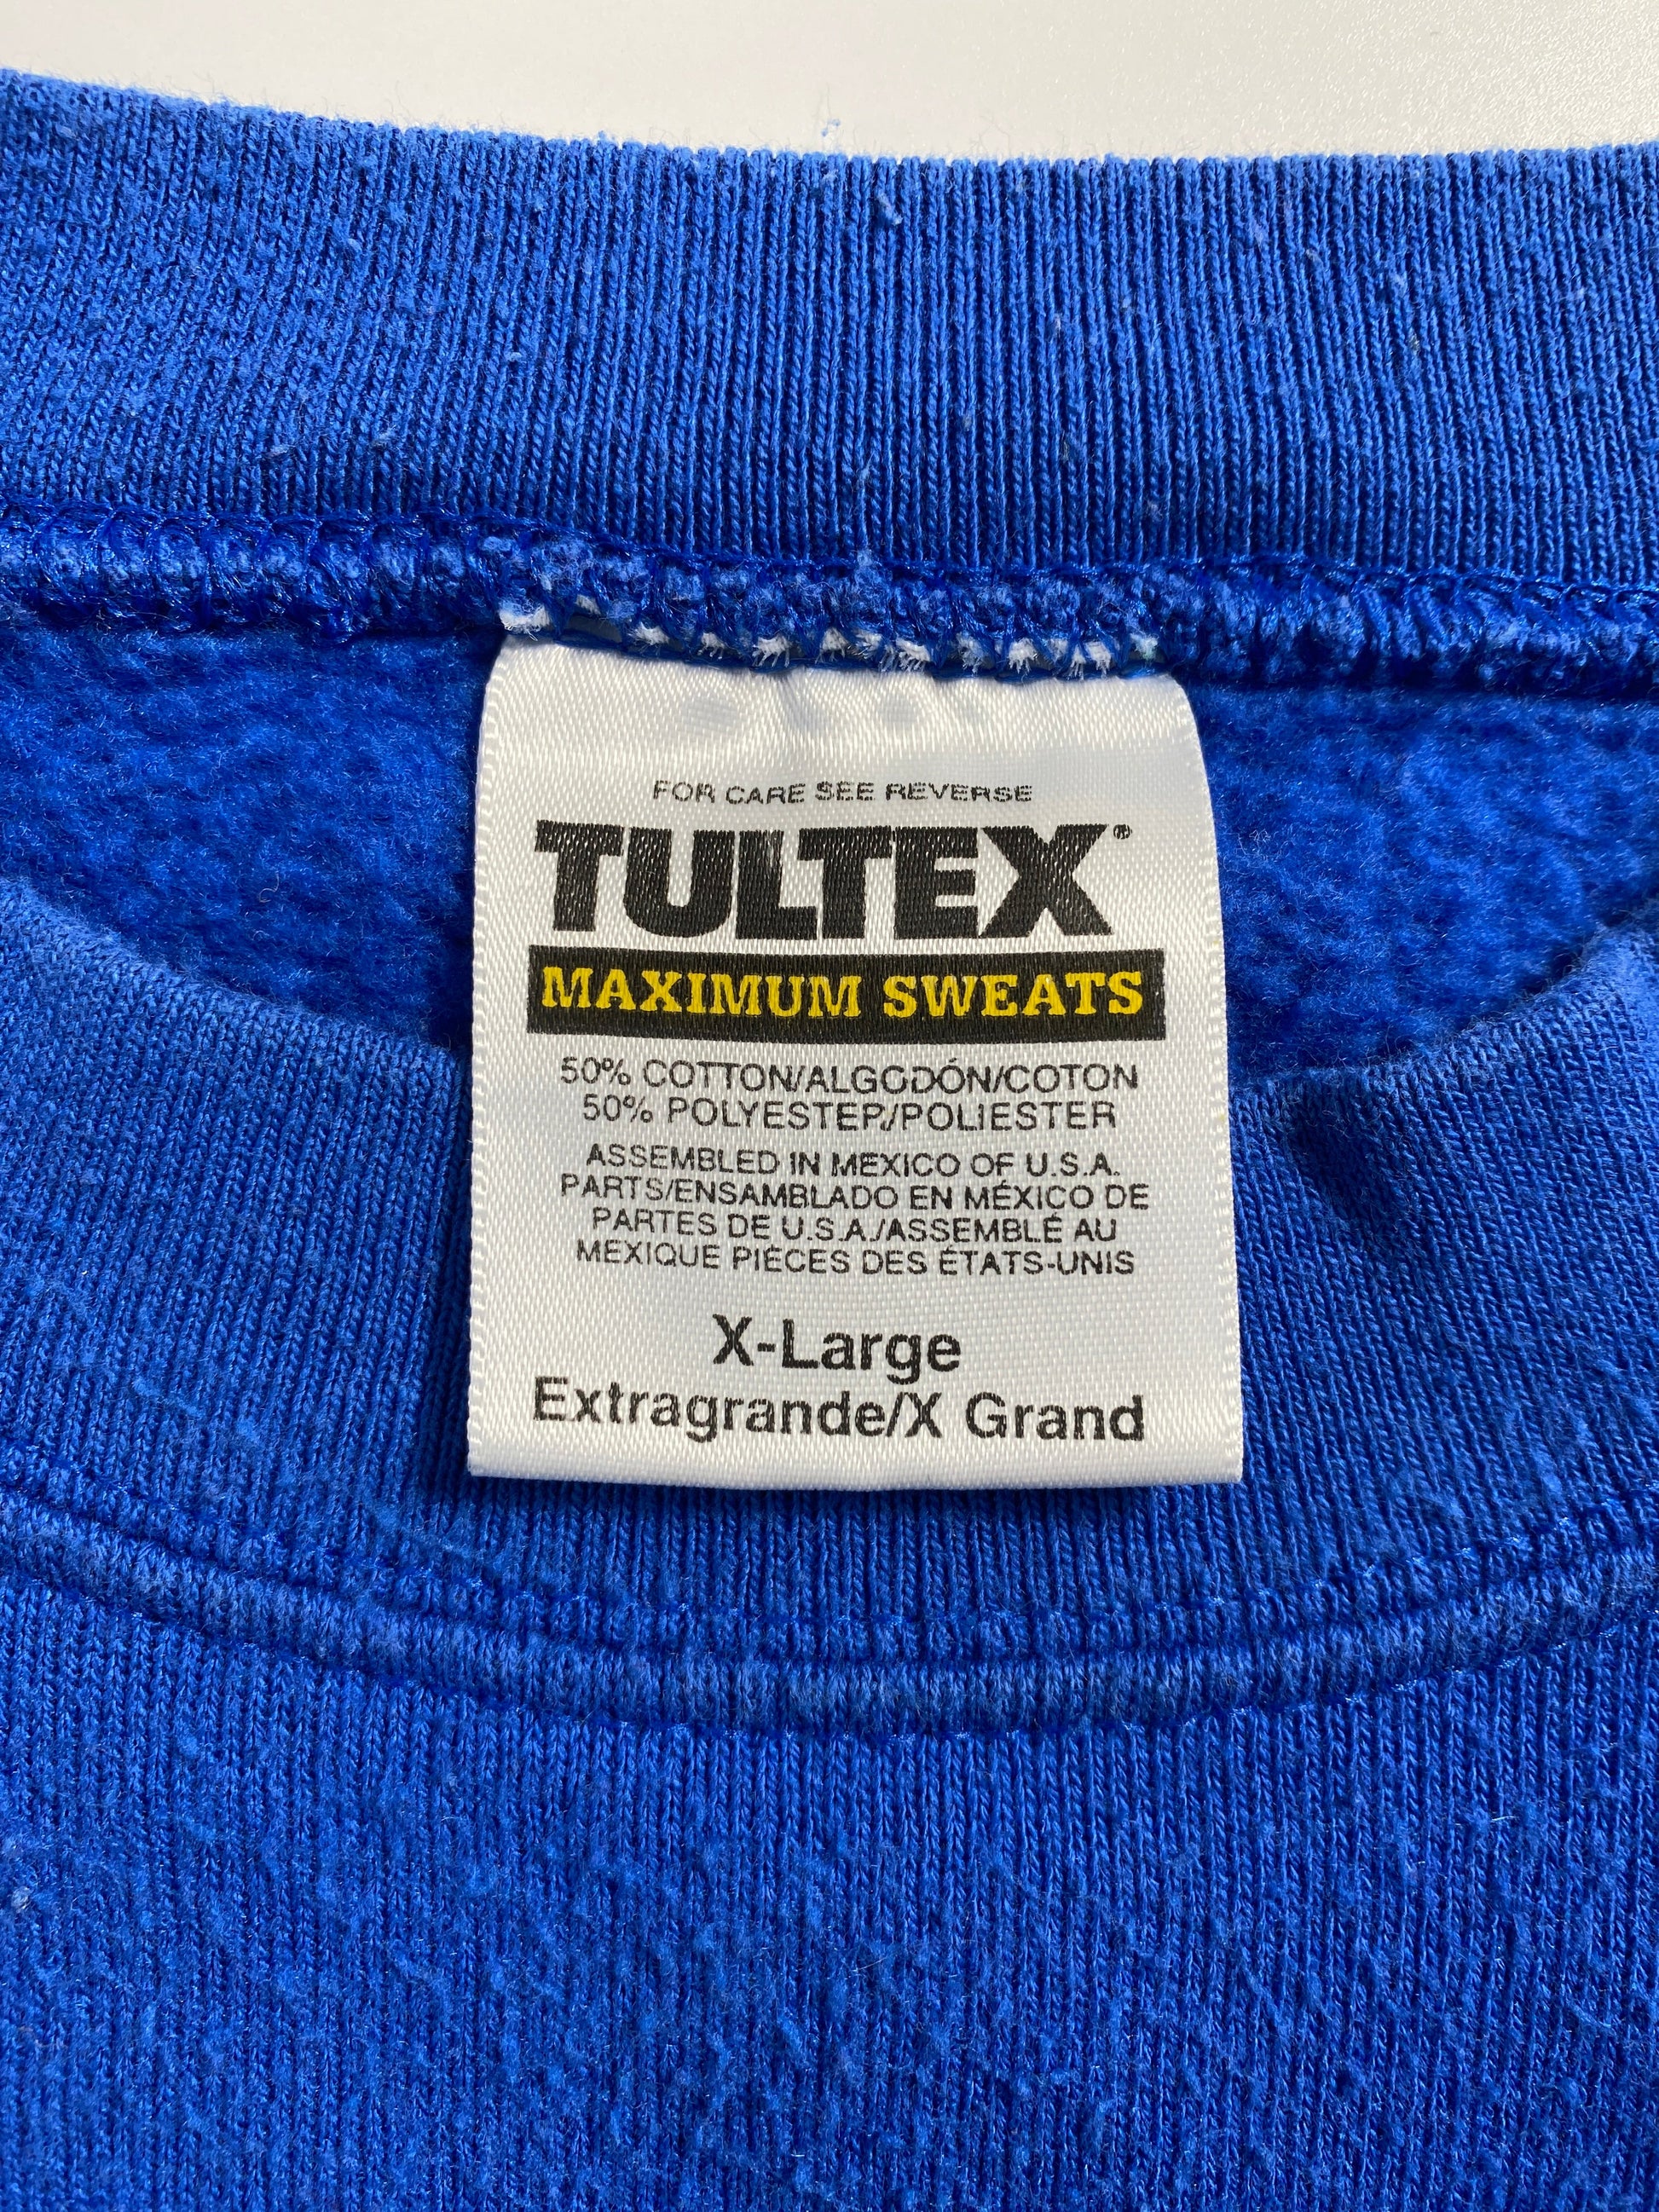 FOR CARE SEE REVERSE
TULTEX®
MAXIMUM SWEATS
50% COTTON/ALGODÓN/COTON
50% POLYESTER/POLIESTER
ASSEMBLED IN MEXICO OF U.S.A.
PARTS/ENSAMBLADO EN MÉXICO DE
PARTES DE U.S.A./ASSEMBLÉ AU
MEXIQUE PIÈCES DES ÉTATS-UNIS
X-Large
Extragrande/X Grand